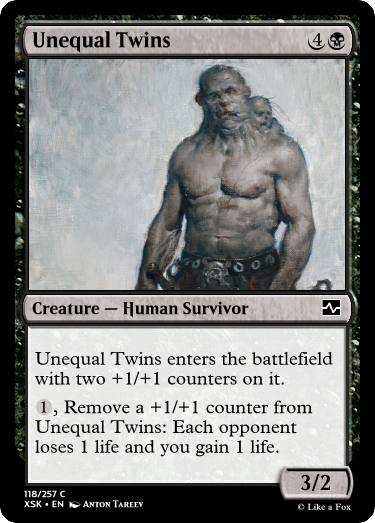 Unequal Twins 4
Creature — Human Survivor
Unequal Twins enters the battlefield
with two +1/+1 counters on it.
1, Remove a +1/+1 counter from
Unequal Twins: Each opponent
loses 1 life and you gain 1 life.
3/2
118/257 C
XSK • EN Anton Tareev
© Like a Fox